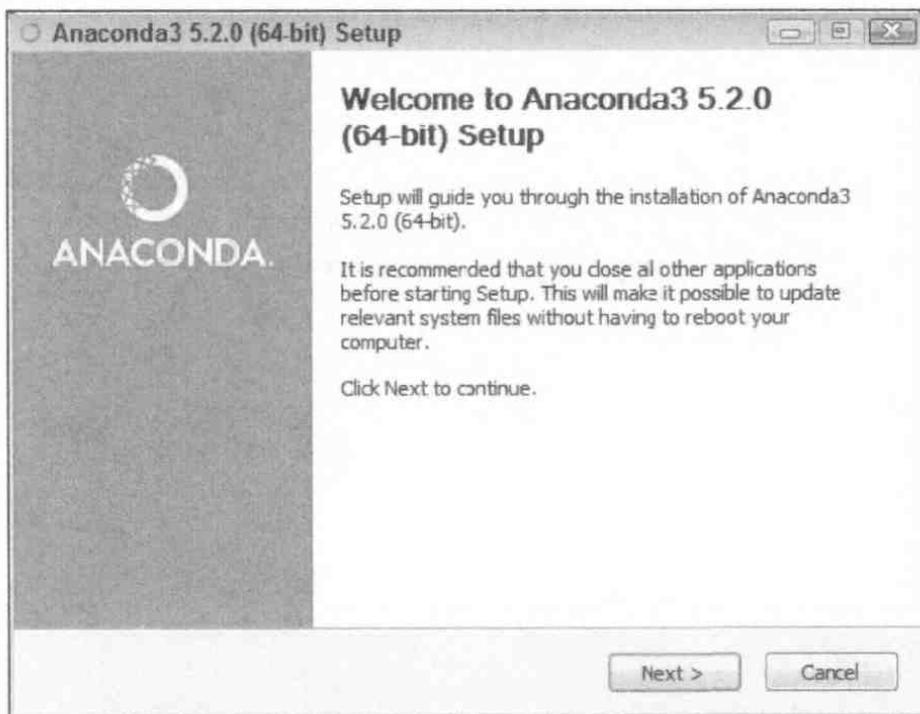 Anaconda3 5.2.0 (64-bit) Setup
Welcome to Anaconda3 5.2.0
(64-bit) Setup
ANACONDA.
Setup will guide you through the installation of Anaconda3
5.2.0 (64-bit).
It is recommended that you close al other applications
before starting Setup. This will make it possible to update
relevant system files without having to reboot your
computer.
Click Next to continue.
Next >
Cancel